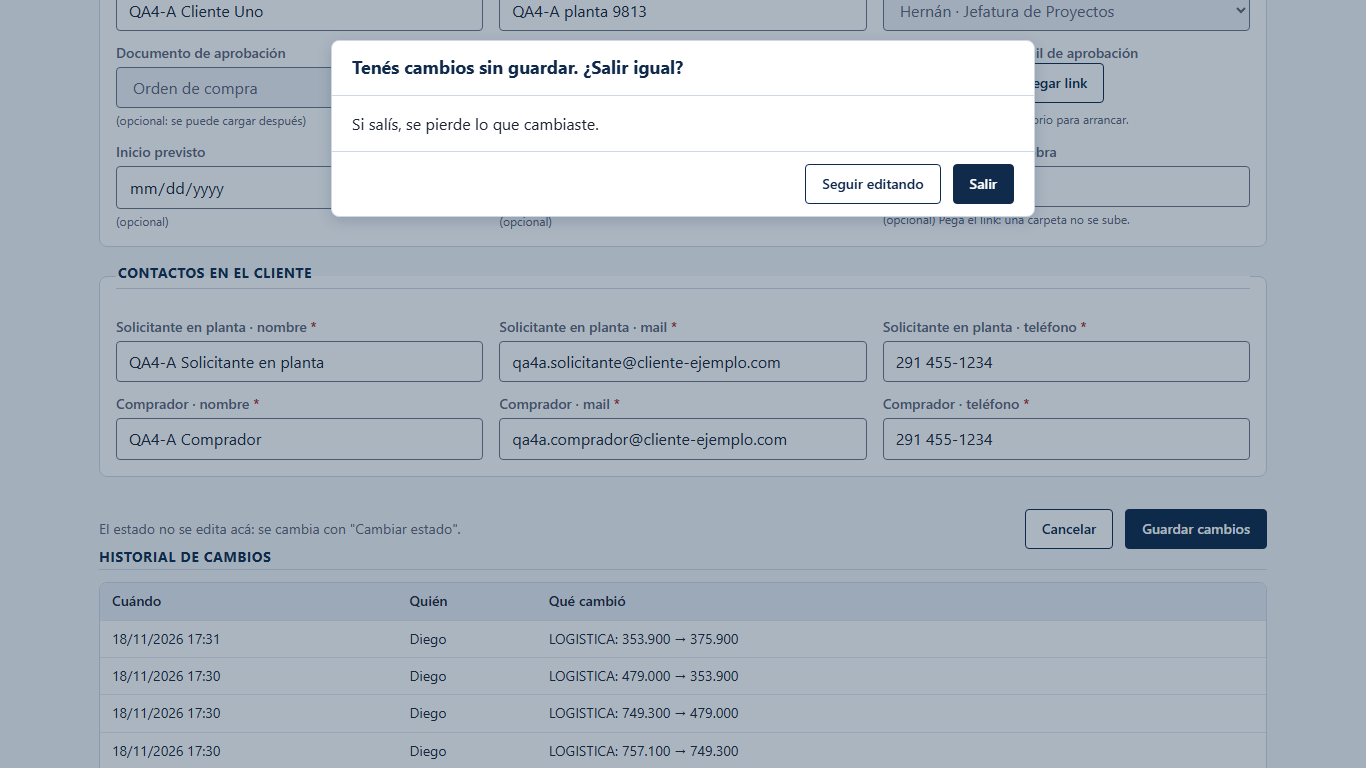 QA4-A Cliente Uno QA4-A planta 9813 Hernán · Jefatura de Proyectos
Tenés cambios sin guardar. ¿Salir igual?
Si salís, se pierde lo que cambiaste.
Seguir editando Salir
Documento de aprobación il de aprobación
Orden de compra egar link
(opcional: se puede cargar después) rio para arrancar.
Inicio previsto bra
mm/dd/yyyy
(opcional) (opcional) (opcional) Pegá el link: una carpeta no se sube.
CONTACTOS EN EL CLIENTE
Solicitante en planta · nombre * Solicitante en planta · mail * Solicitante en planta · teléfono *
QA4-A Solicitante en planta qa4a.solicitante@cliente-ejemplo.com 291 455-1234
Comprador · nombre * Comprador · mail * Comprador · teléfono *
QA4-A Comprador qa4a.comprador@cliente-ejemplo.com 291 455-1234
El estado no se edita acá: se cambia con "Cambiar estado". Cancelar Guardar cambios
HISTORIAL DE CAMBIOS
Cuándo Quién Qué cambió
18/11/2026 17:31 Diego LOGISTICA: 353.900 → 375.900
18/11/2026 17:30 Diego LOGISTICA: 479.000 → 353.900
18/11/2026 17:30 Diego LOGISTICA: 749.300 → 479.000
18/11/2026 17:30 Diego LOGISTICA: 757.100 → 749.300